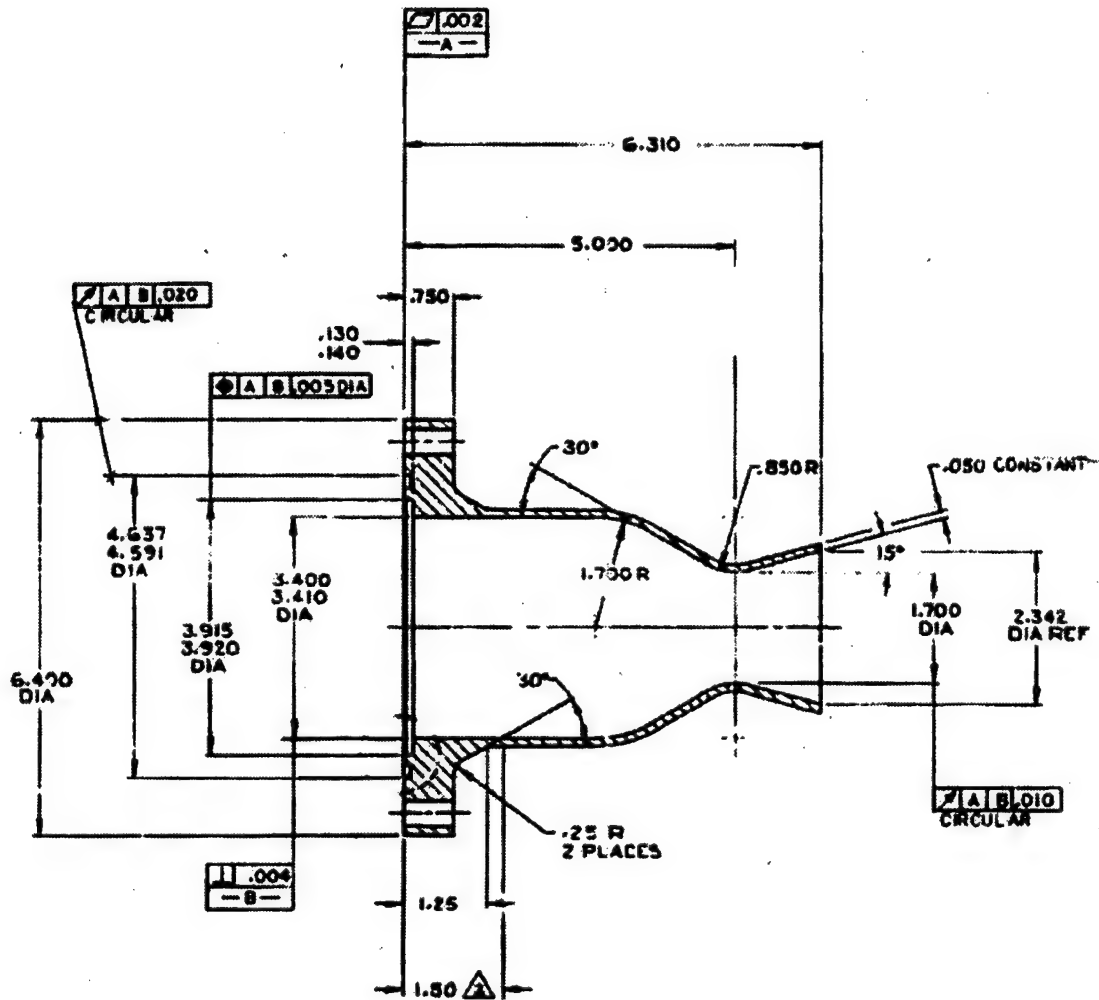 .002
—A—
6.310
5.000
.750
A B .020
CIRCULAR
.130
.140
A B .005 DIA
30°
.850 R
.050 CONSTANT
4.637
4.591
DIA
3.400
3.410
DIA
1.700 R
15°
1.700
DIA
2.342
DIA REF
3.915
3.920
DIA
6.400
DIA
30°
A B .010
CIRCULAR
.25 R
2 PLACES
⊥ .004
—B—
1.25
1.50